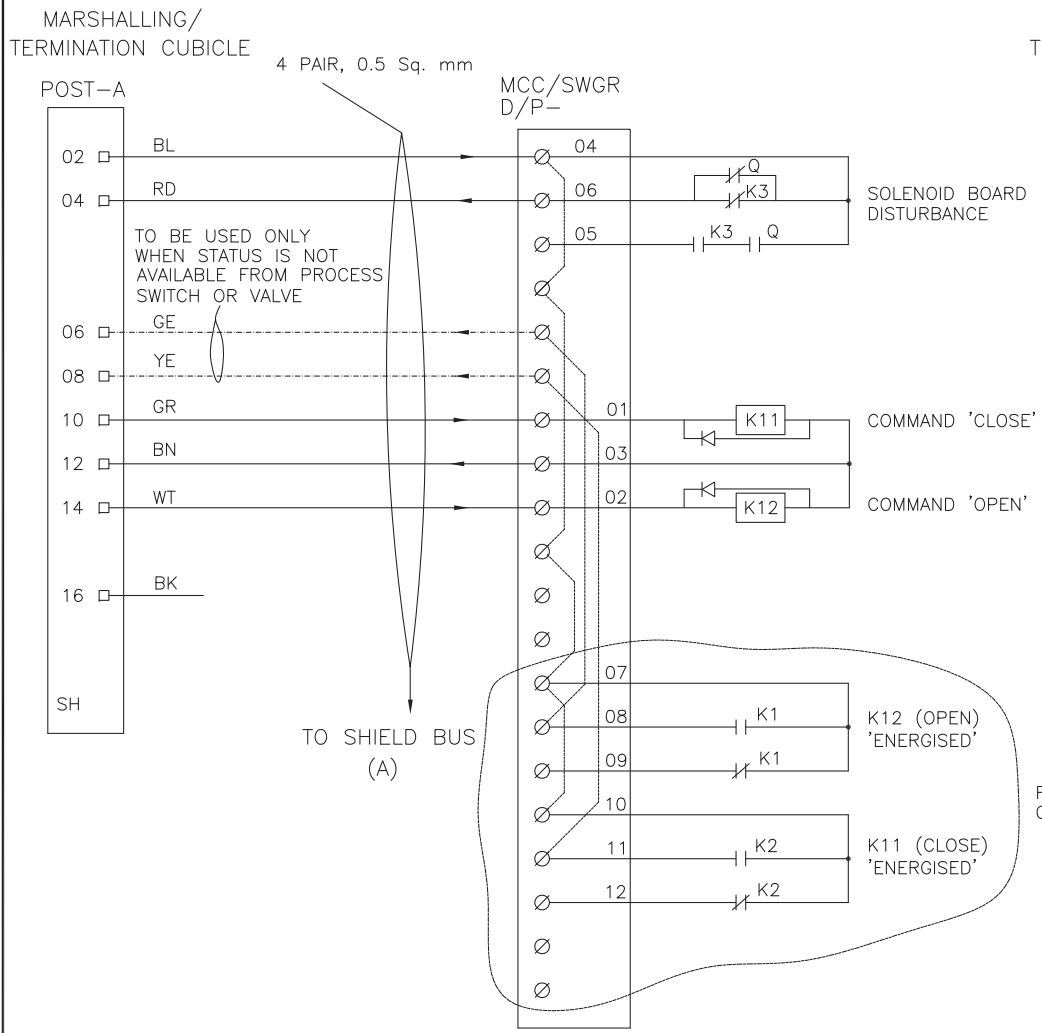 MARSHALLING/
TERMINATION CUBICLE
T
4 PAIR, 0.5 Sq. mm
POST-A
MCC/SWGR
D/P-
02 BL 04
Q
04 RD 06 K3
SOLENOID BOARD
DISTURBANCE
05 K3 Q
TO BE USED ONLY
WHEN STATUS IS NOT
AVAILABLE FROM PROCESS
SWITCH OR VALVE
06 GE
08 YE
10 GR 01 K11 COMMAND 'CLOSE'
12 BN 03
14 WT 02 K12 COMMAND 'OPEN'
16 BK
SH
TO SHIELD BUS
(A)
07
08 K1
09 K1
K12 (OPEN)
'ENERGISED'
10
11 K2
12 K2
K11 (CLOSE)
'ENERGISED'